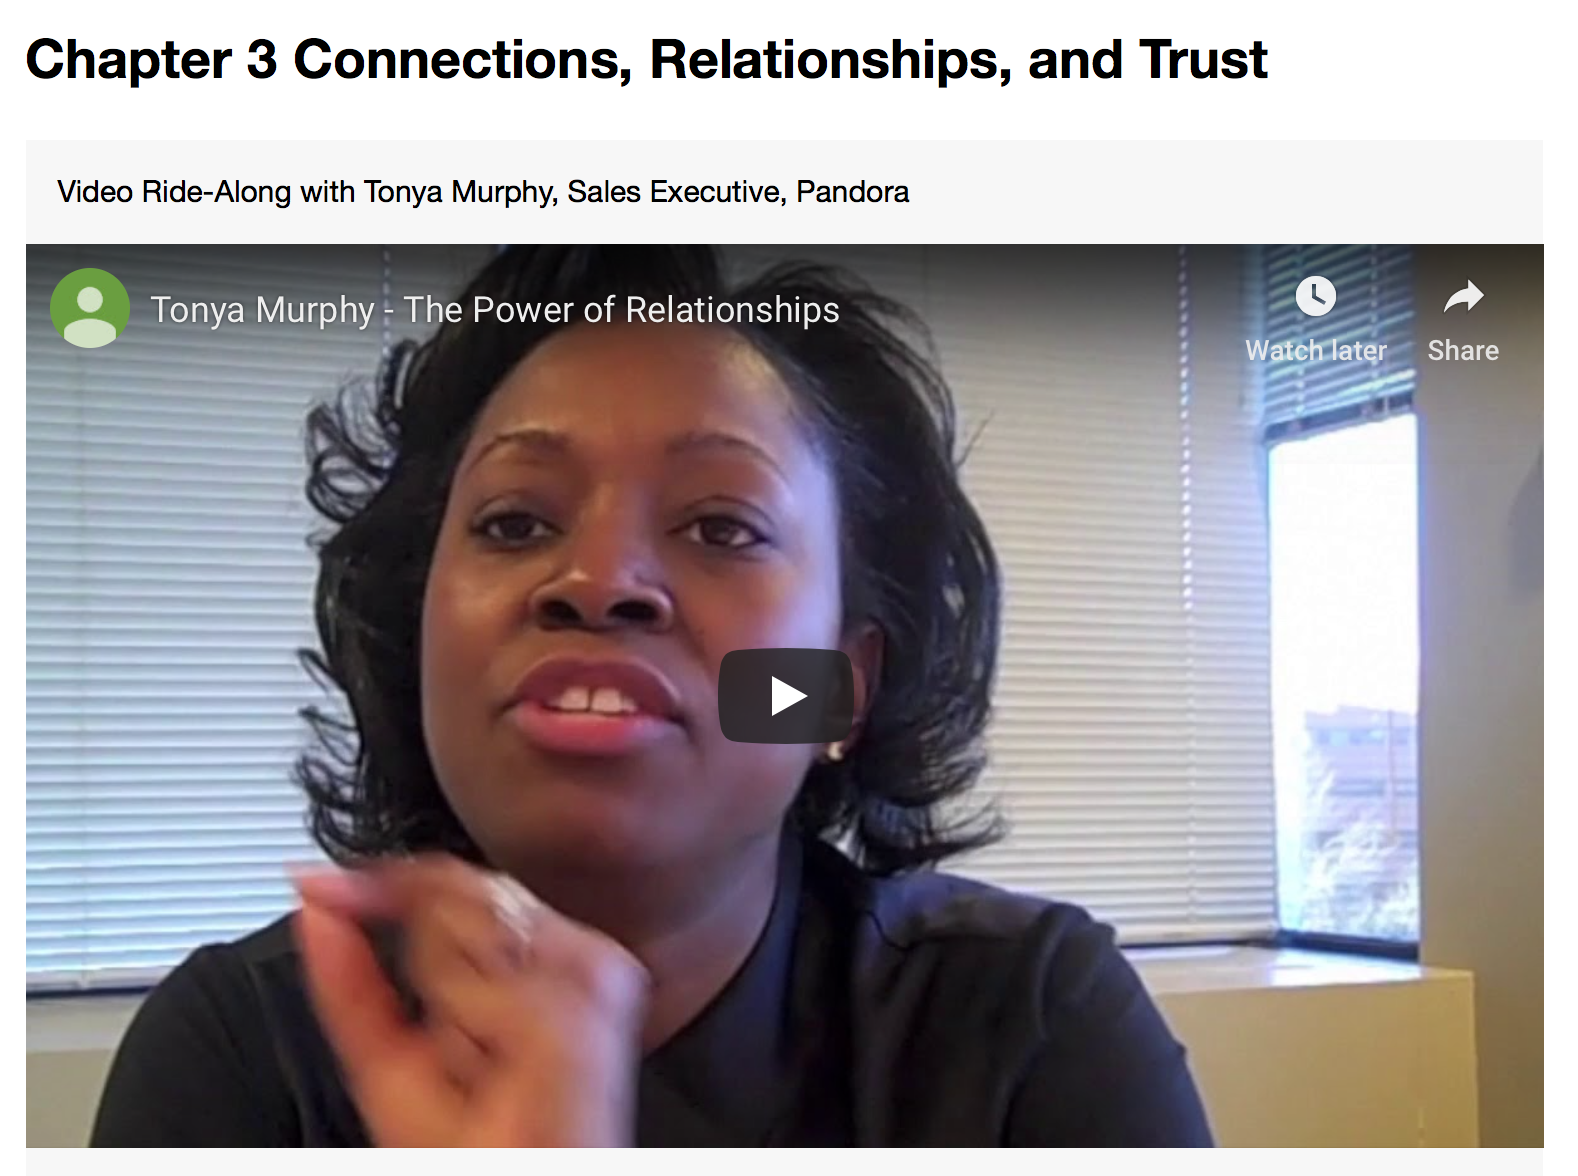 Chapter 3 Connections, Relationships, and Trust
Video Ride-Along with Tonya Murphy, Sales Executive, Pandora
Tonya Murphy - The Power of Relationships
Watch later
Share